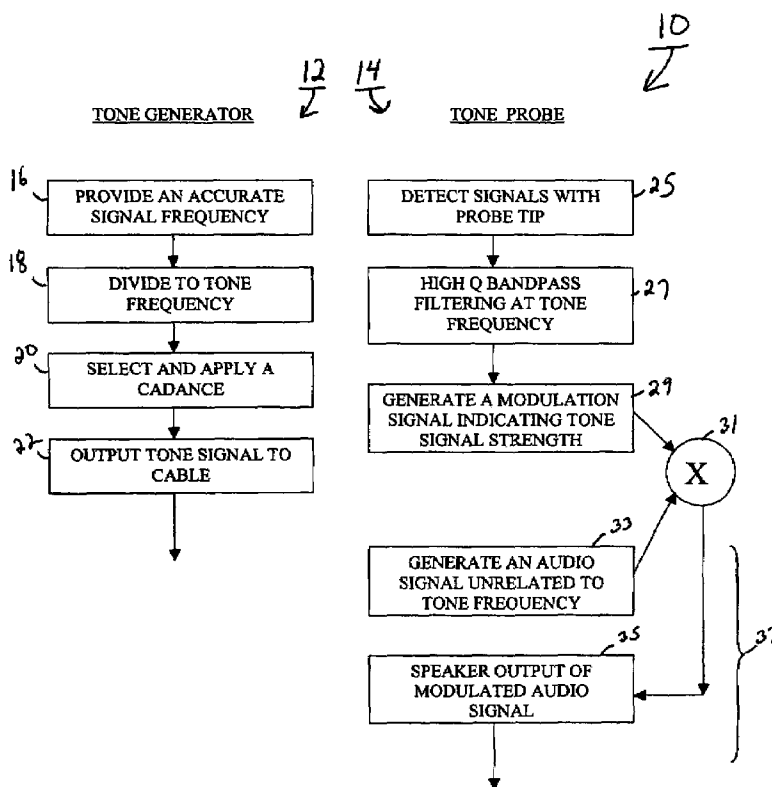 10
12 14
TONE GENERATOR
TONE PROBE
16
PROVIDE AN ACCURATE
SIGNAL FREQUENCY
18
DIVIDE TO TONE
FREQUENCY
20
SELECT AND APPLY A
CADANCE
22
OUTPUT TONE SIGNAL TO
CABLE
25
DETECT SIGNALS WITH
PROBE TIP
27
HIGH Q BANDPASS
FILTERING AT TONE
FREQUENCY
29
GENERATE A MODULATION
SIGNAL INDICATING TONE
SIGNAL STRENGTH
31
X
33
GENERATE AN AUDIO
SIGNAL UNRELATED TO
TONE FREQUENCY
35
SPEAKER OUTPUT OF
MODULATED AUDIO
SIGNAL